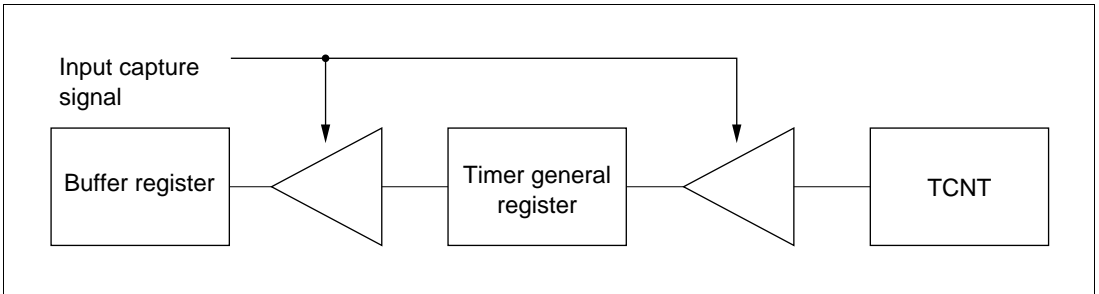 Input capture
signal
Buffer register
Timer general
register
TCNT